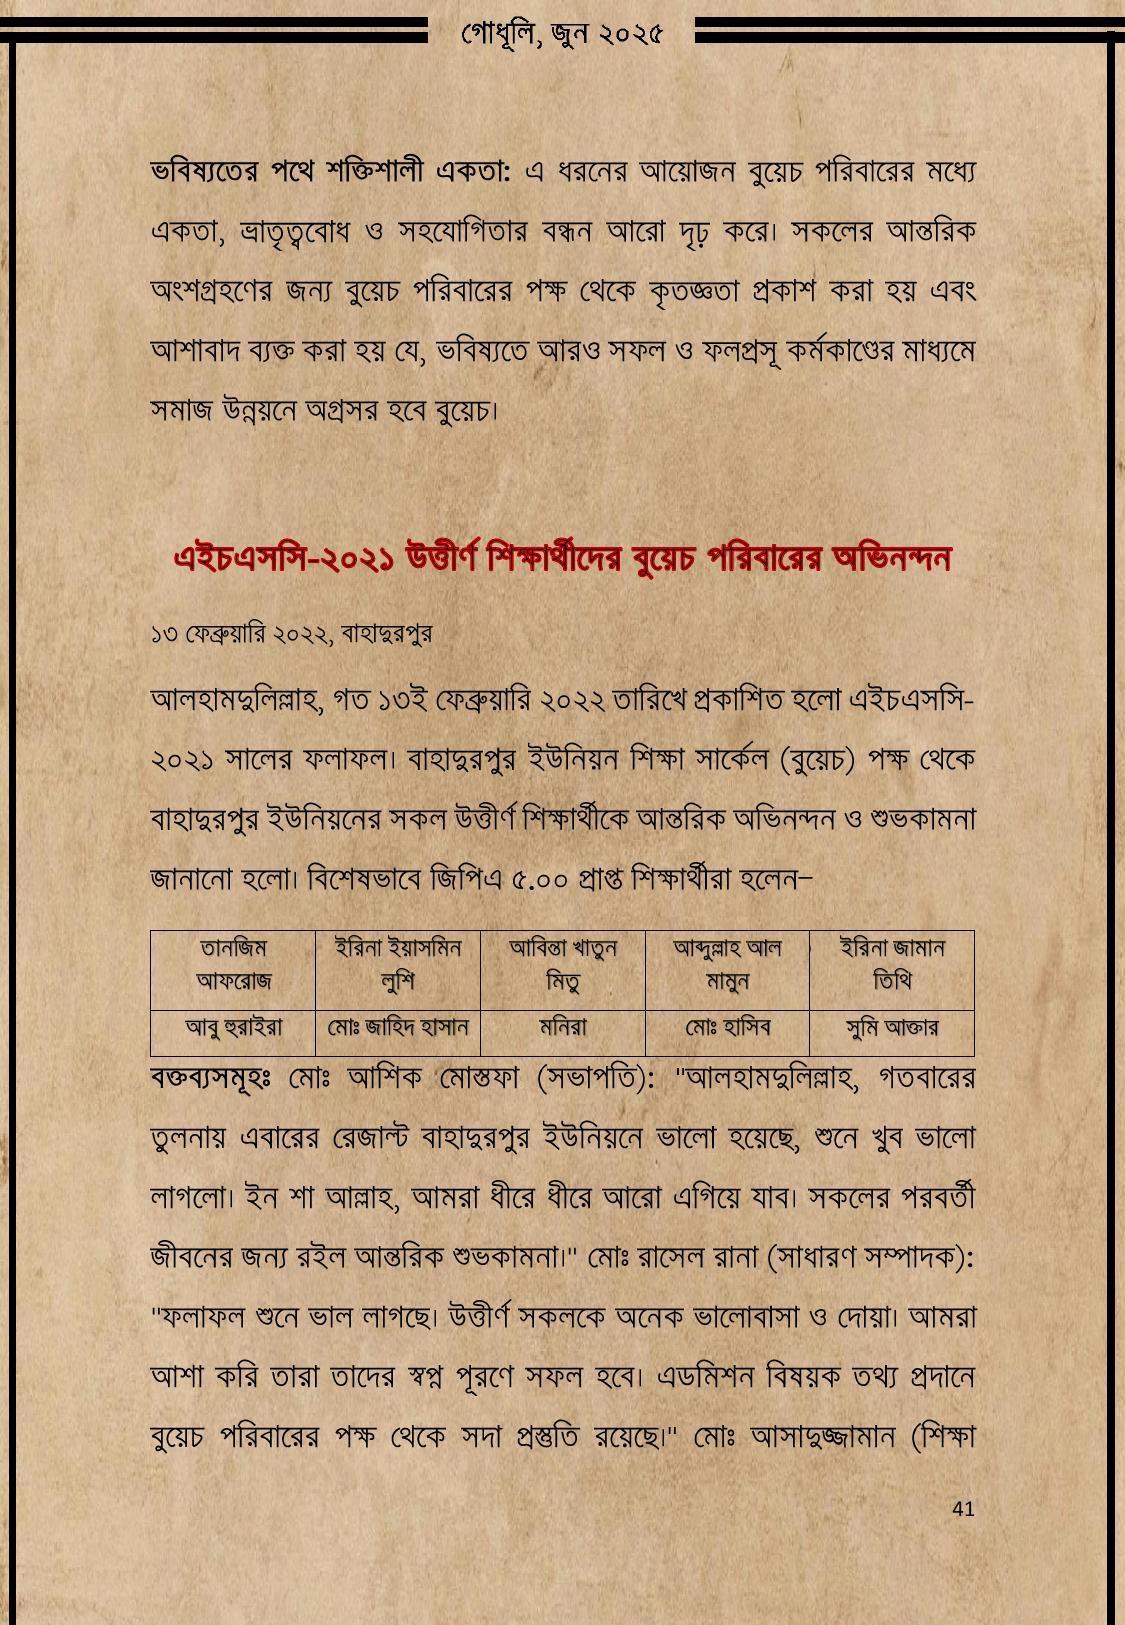 গোধূলি, জুন ২০২৫
ভবিষ্যতের পথে শক্তিশালী একতা: এ ধরনের আয়োজন বুয়েচ পরিবারের মধ্যে
একতা, ভ্রাতৃত্ববোধ ও সহযোগিতার বন্ধন আরো দৃঢ় করে। সকলের আন্তরিক
অংশগ্রহণের জন্য বুয়েচ পরিবারের পক্ষ থেকে কৃতজ্ঞতা প্রকাশ করা হয় এবং
আশাবাদ ব্যক্ত করা হয় যে, ভবিষ্যতে আরও সফল ও ফলপ্রসূ কর্মকাণ্ডের মাধ্যমে
সমাজ উন্নয়নে অগ্রসর হবে বুয়েচ।
এইচএসসি-২০২১ উত্তীর্ণ শিক্ষার্থীদের বুয়েচ পরিবারের অভিনন্দন
১৩ ফেব্রুয়ারি ২০২২, বাহাদুরপুর
আলহামদুলিল্লাহ, গত ১৩ই ফেব্রুয়ারি ২০২২ তারিখে প্রকাশিত হলো এইচএসসি-
২০২১ সালের ফলাফল। বাহাদুরপুর ইউনিয়ন শিক্ষা সার্কেল (বুয়েচ) পক্ষ থেকে
বাহাদুরপুর ইউনিয়নের সকল উত্তীর্ণ শিক্ষার্থীকে আন্তরিক অভিনন্দন ও শুভকামনা
জানানো হলো। বিশেষভাবে জিপিএ ৫.০০ প্রাপ্ত শিক্ষার্থীরা হলেন–
তানজিম ইরিনা ইয়াসমিন আবিন্তা খাতুন আব্দুল্লাহ আল ইরিনা জামান
আফরোজ লুশি মিতু মামুন তিথি
আবু হুরাইরা মোঃ জাহিদ হাসান মনিরা মোঃ হাসিব সুমি আক্তার
বক্তব্যসমূহঃ মোঃ আশিক মোস্তফা (সভাপতি): "আলহামদুলিল্লাহ, গতবারের
তুলনায় এবারের রেজাল্ট বাহাদুরপুর ইউনিয়নে ভালো হয়েছে, শুনে খুব ভালো
লাগলো। ইন শা আল্লাহ, আমরা ধীরে ধীরে আরো এগিয়ে যাব। সকলের পরবর্তী
জীবনের জন্য রইল আন্তরিক শুভকামনা।" মোঃ রাসেল রানা (সাধারণ সম্পাদক):
"ফলাফল শুনে ভাল লাগছে। উত্তীর্ণ সকলকে অনেক ভালোবাসা ও দোয়া। আমরা
আশা করি তারা তাদের স্বপ্ন পূরণে সফল হবে। এডমিশন বিষয়ক তথ্য প্রদানে
বুয়েচ পরিবারের পক্ষ থেকে সদা প্রস্তুতি রয়েছে।" মোঃ আসাদুজ্জামান (শিক্ষা
41